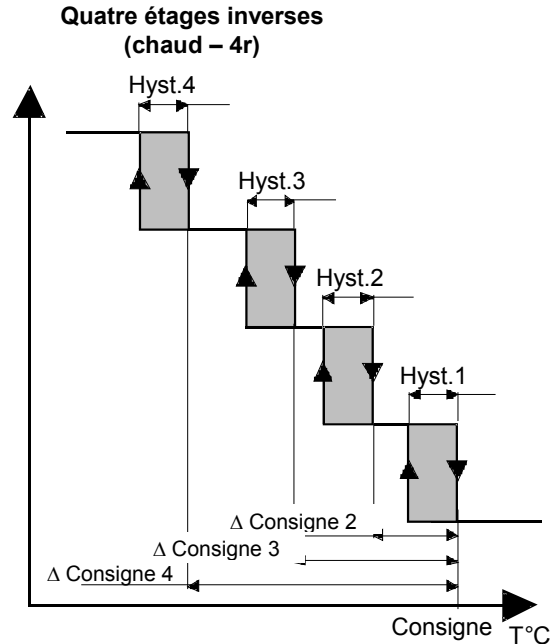 Quatre étages inverses
(chaud – 4r)
Hyst.4
Hyst.3
Hyst.2
Hyst.1
Δ Consigne 2
Δ Consigne 3
Δ Consigne 4
Consigne T°C